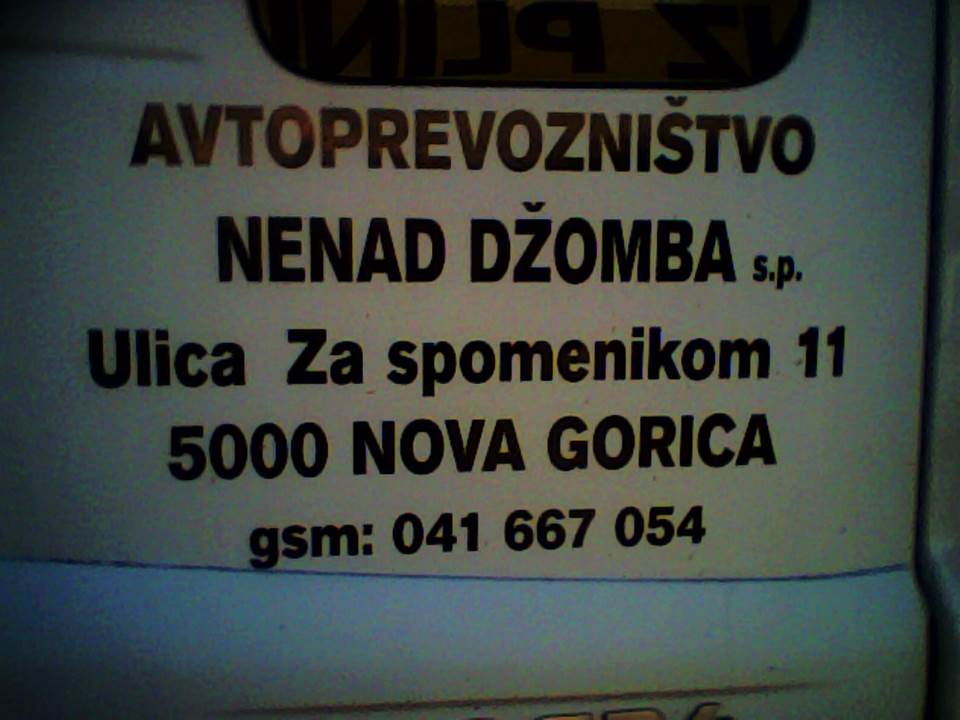 AVTOPREVOZNIŠTVO
NENAD DŽOMBA s.p.
Ulica Za spomenikom 11
5000 NOVA GORICA
gsm: 041 667 054